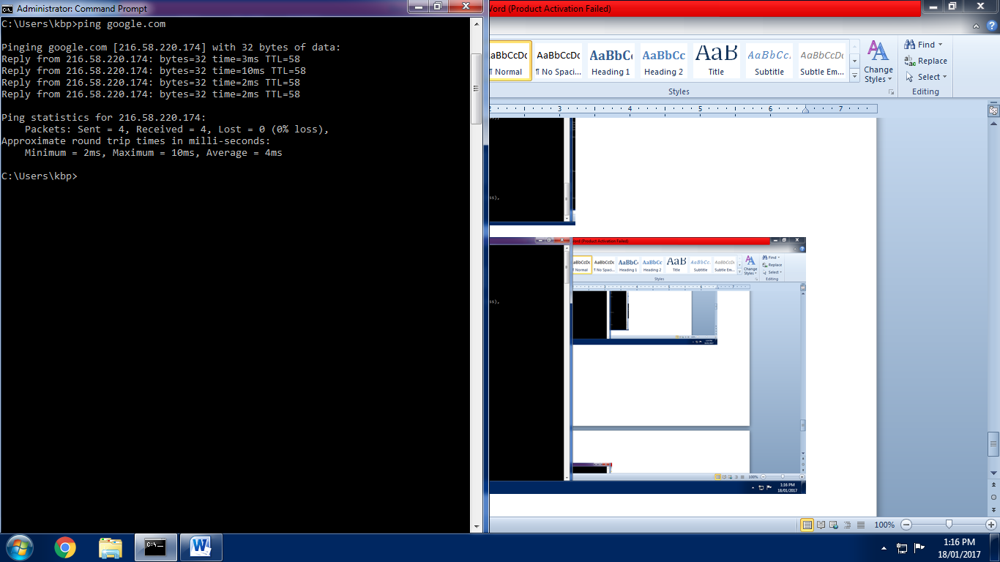 Administrator: Command Prompt
C:\Users\kbp>ping google.com
Pinging google.com [216.58.220.174] with 32 bytes of data:
Reply from 216.58.220.174: bytes=32 time=3ms TTL=58
Reply from 216.58.220.174: bytes=32 time=10ms TTL=58
Reply from 216.58.220.174: bytes=32 time=2ms TTL=58
Reply from 216.58.220.174: bytes=32 time=2ms TTL=58
Ping statistics for 216.58.220.174:
    Packets: Sent = 4, Received = 4, Lost = 0 (0% loss),
Approximate round trip times in milli-seconds:
    Minimum = 2ms, Maximum = 10ms, Average = 4ms
C:\Users\kbp>
Word (Product Activation Failed)
aBbCcDc AaBbCcDc AaBbCc AaBbCc AaB AaBbCc. AaBbCcDc
¶ Normal ¶ No Spaci... Heading 1 Heading 2 Title Subtitle Subtle Em...
Change Styles
Find
Replace
Select
Styles
Editing
3 4 5 6 7
Word (Product Activation Failed)
aBbCcDc AaBbCcDc AaBbC AaBbCc AaB AaBbCc. AaBbCcDc
¶ Normal ¶ No Spaci... Heading 1 Heading 2 Title Subtitle Subtle Em...
Change Styles
Find
Replace
Select
Styles
Editing
100%
1:16 PM
18/01/2017
100%
1:16 PM
18/01/2017